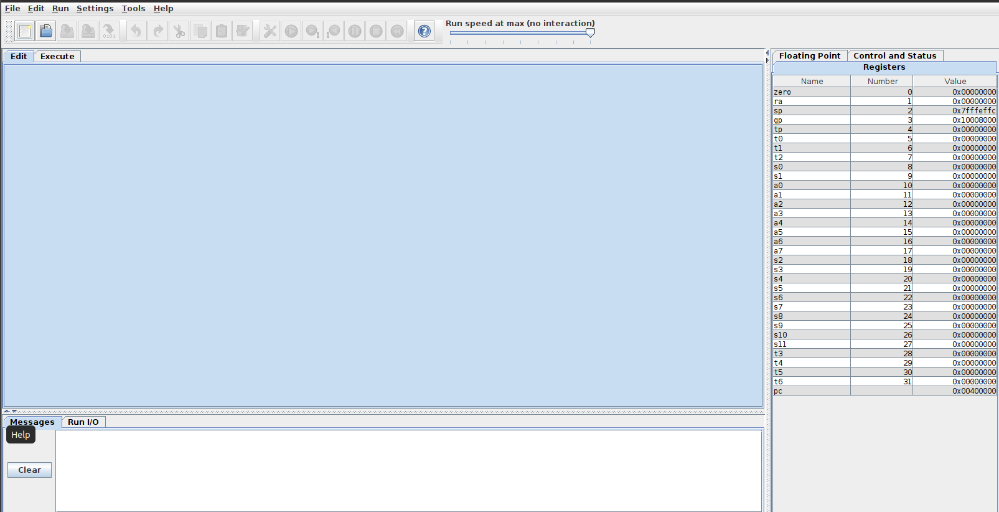 File Edit Run Settings Tools Help
Run speed at max (no interaction)
0101
1
1
Edit Execute
Floating Point Control and Status
Registers
Name Number Value
zero 0 0x00000000
ra 1 0x00000000
sp 2 0x7fffeffc
gp 3 0x10008000
tp 4 0x00000000
t0 5 0x00000000
t1 6 0x00000000
t2 7 0x00000000
s0 8 0x00000000
s1 9 0x00000000
a0 10 0x00000000
a1 11 0x00000000
a2 12 0x00000000
a3 13 0x00000000
a4 14 0x00000000
a5 15 0x00000000
a6 16 0x00000000
a7 17 0x00000000
s2 18 0x00000000
s3 19 0x00000000
s4 20 0x00000000
s5 21 0x00000000
s6 22 0x00000000
s7 23 0x00000000
s8 24 0x00000000
s9 25 0x00000000
s10 26 0x00000000
s11 27 0x00000000
t3 28 0x00000000
t4 29 0x00000000
t5 30 0x00000000
t6 31 0x00000000
pc 0x00400000
Messages Run I/O
Help
Clear